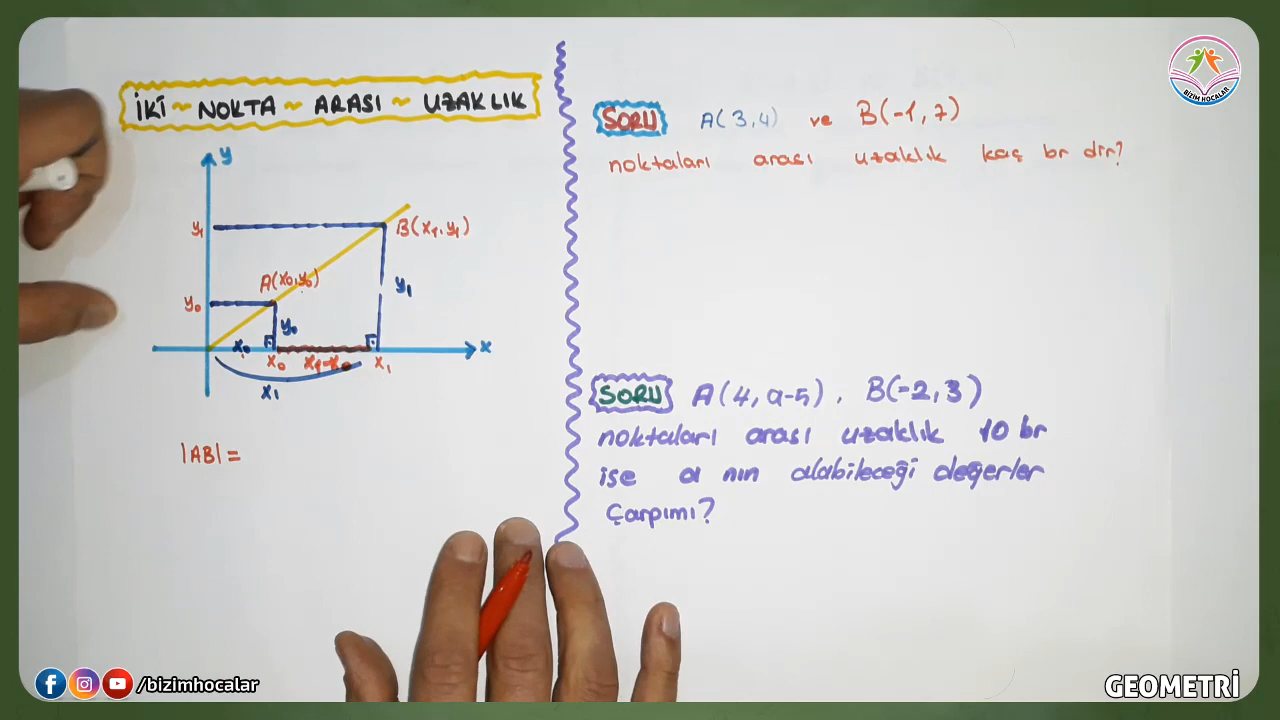 İKİ ~ NOKTA ~ ARASI ~ UZAKLIK
y
y₁
B(x₁, y₁)
A(x₀, y₀)
y₁
y₀
y₀
x₀
x
x₀
x₁-x₀
x₁
x₁
|AB| =
SORU A(3,4) ve B(-1,7)
noktaları arası uzaklık kaç br dir?
SORU A(4, a-5), B(-2,3)
noktaları arası uzaklık 10 br
ise a nın alabileceği değerler
Çarpımı?
BİZİM HOCALAR
/bizimhocalar
GEOMETRİ